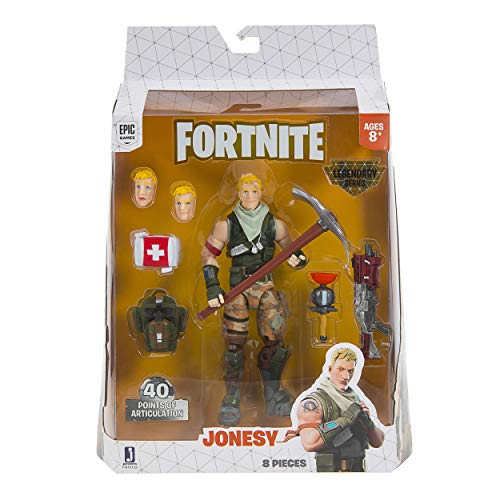 EPIC
GAMES
FORTNITE
AGES
8+
LEGENDARY
SERIES
40
POINTS OF
ARTICULATION
JONESY
8 PIECES